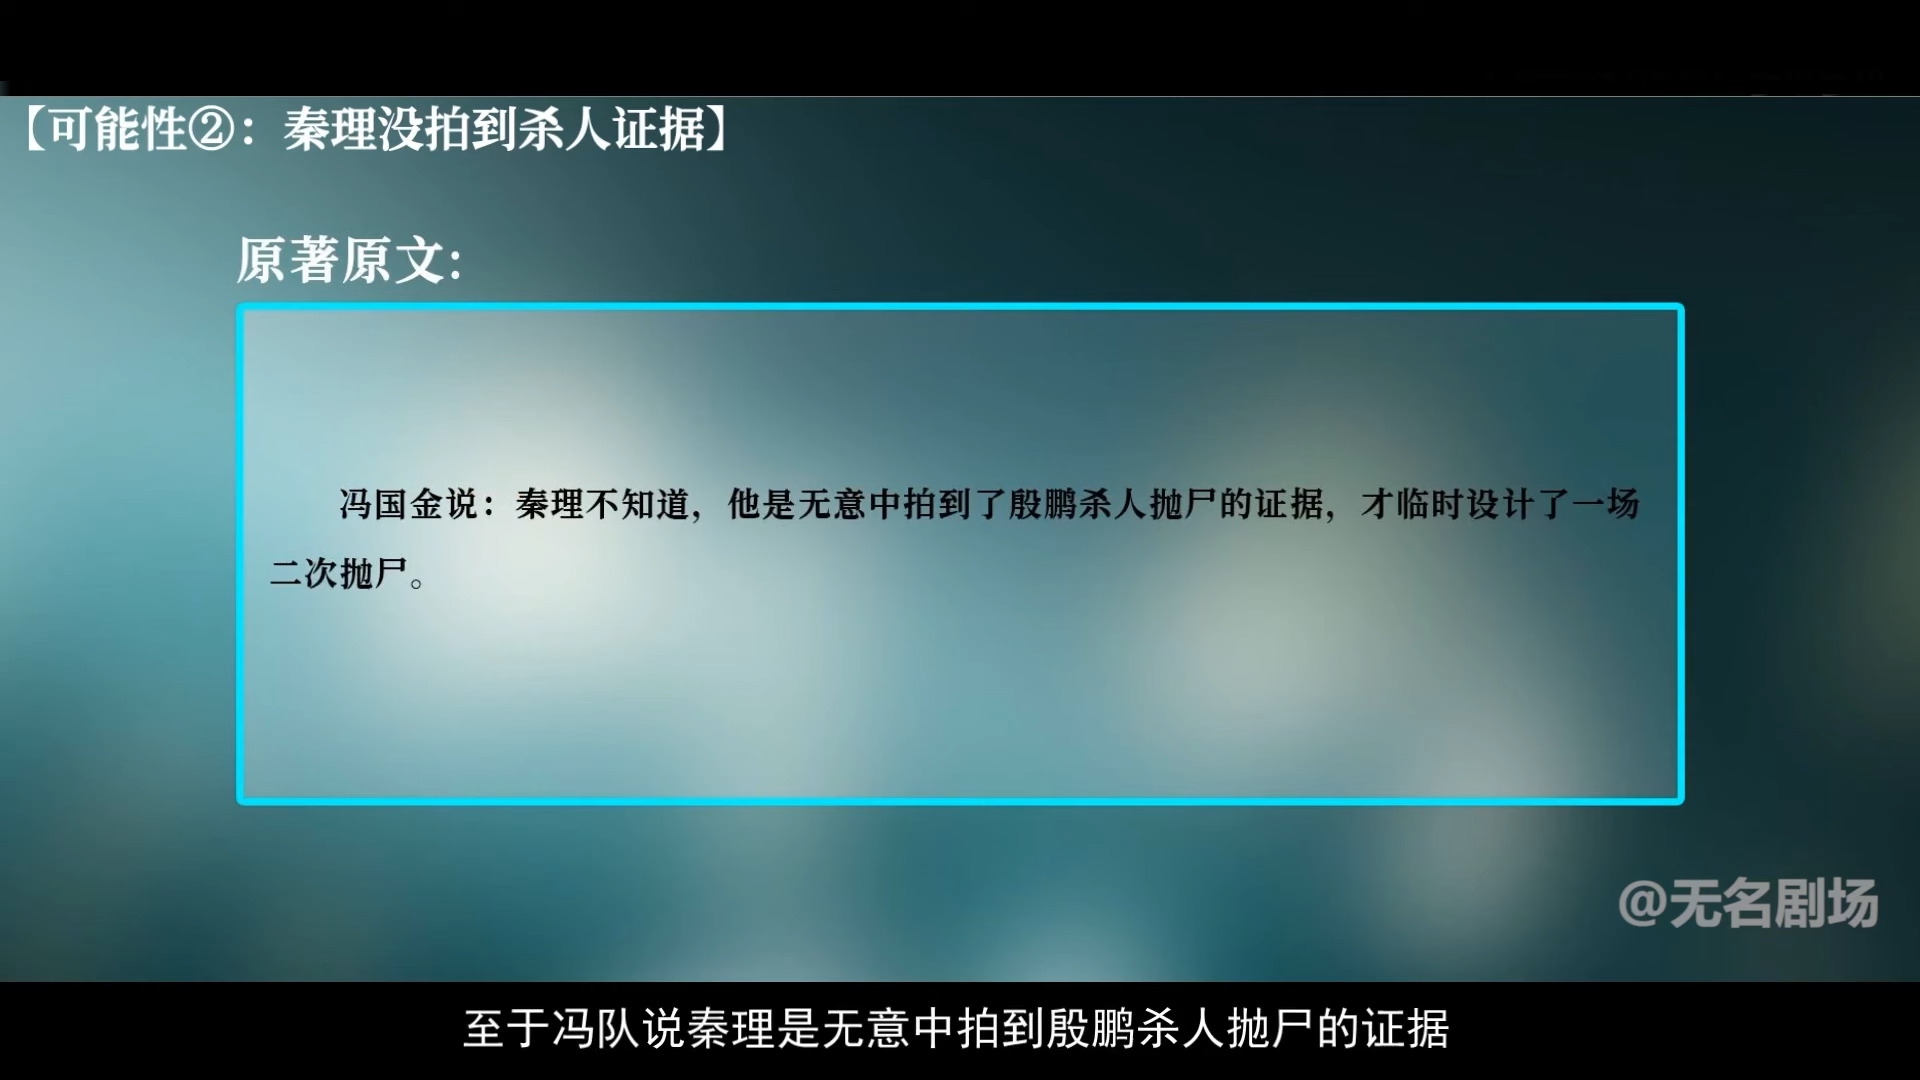 【可能性②：秦理没拍到杀人证据】
原著原文：
冯国金说：秦理不知道，他是无意中拍到了殷鹏杀人抛尸的证据，才临时设计了一场
二次抛尸。
@无名剧场
至于冯队说秦理是无意中拍到殷鹏杀人抛尸的证据